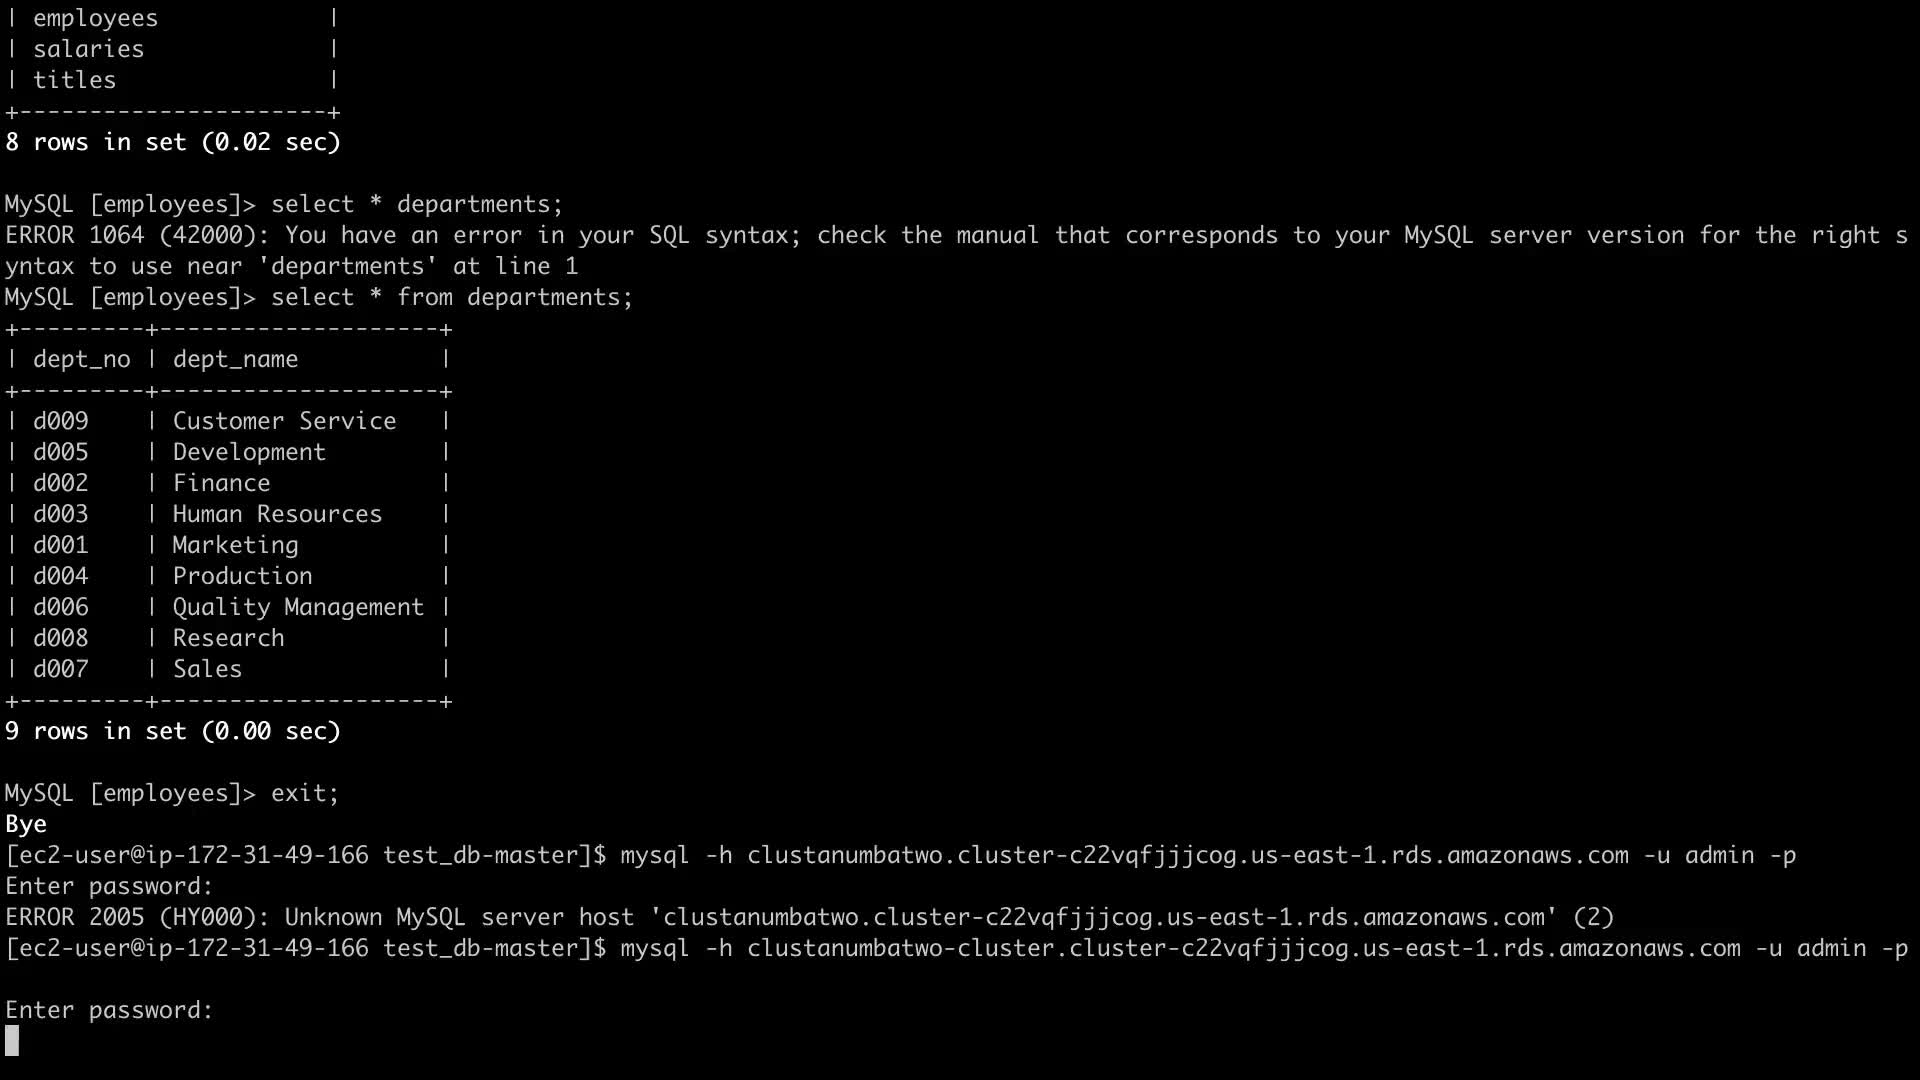 | employees            |
| salaries             |
| titles               |
+----------------------+
8 rows in set (0.02 sec)
MySQL [employees]> select * departments;
ERROR 1064 (42000): You have an error in your SQL syntax; check the manual that corresponds to your MySQL server version for the right s
yntax to use near 'departments' at line 1
MySQL [employees]> select * from departments;
+---------+--------------------+
| dept_no | dept_name          |
+---------+--------------------+
| d009    | Customer Service   |
| d005    | Development        |
| d002    | Finance            |
| d003    | Human Resources    |
| d001    | Marketing          |
| d004    | Production         |
| d006    | Quality Management |
| d008    | Research           |
| d007    | Sales              |
+---------+--------------------+
9 rows in set (0.00 sec)
MySQL [employees]> exit;
Bye
[ec2-user@ip-172-31-49-166 test_db-master]$ mysql -h clustanumbatwo.cluster-c22vqfjjjcog.us-east-1.rds.amazonaws.com -u admin -p
Enter password:
ERROR 2005 (HY000): Unknown MySQL server host 'clustanumbatwo.cluster-c22vqfjjjcog.us-east-1.rds.amazonaws.com' (2)
[ec2-user@ip-172-31-49-166 test_db-master]$ mysql -h clustanumbatwo-cluster.cluster-c22vqfjjjcog.us-east-1.rds.amazonaws.com -u admin -p
Enter password: